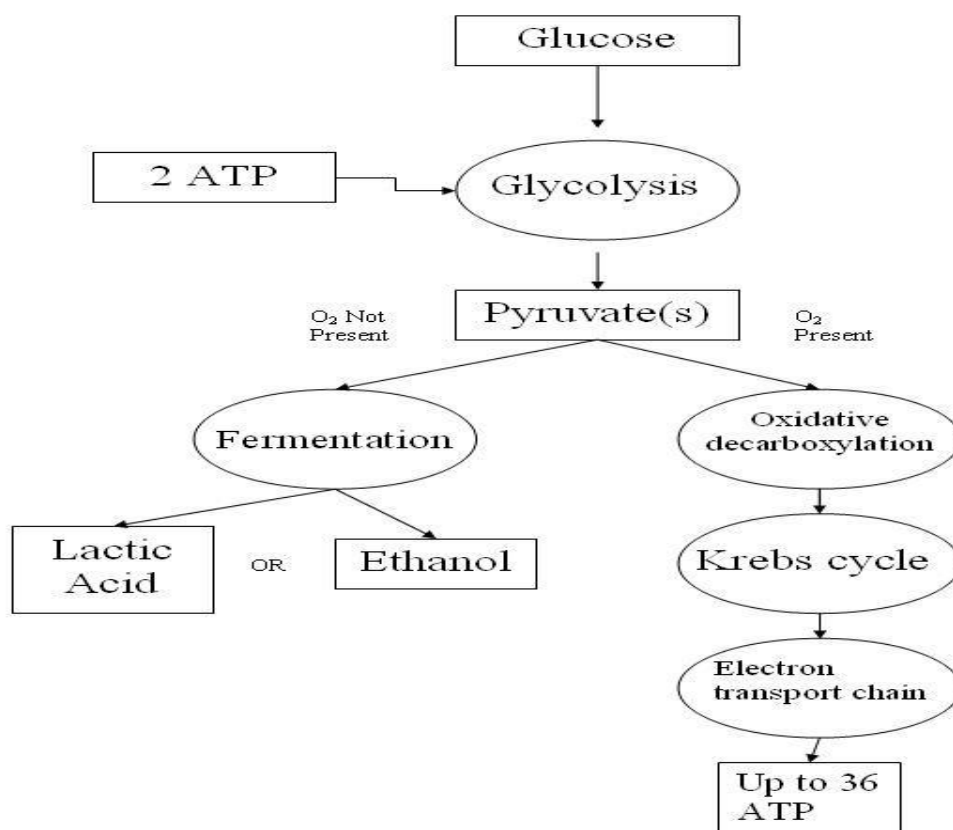 Glucose
2 ATP
Glycolysis
Pyruvate(s)
O₂ Not
Present
O₂
Present
Fermentation
Oxidative
decarboxylation
Lactic
Acid
OR
Ethanol
Krebs cycle
Electron
transport chain
Up to 36
ATP